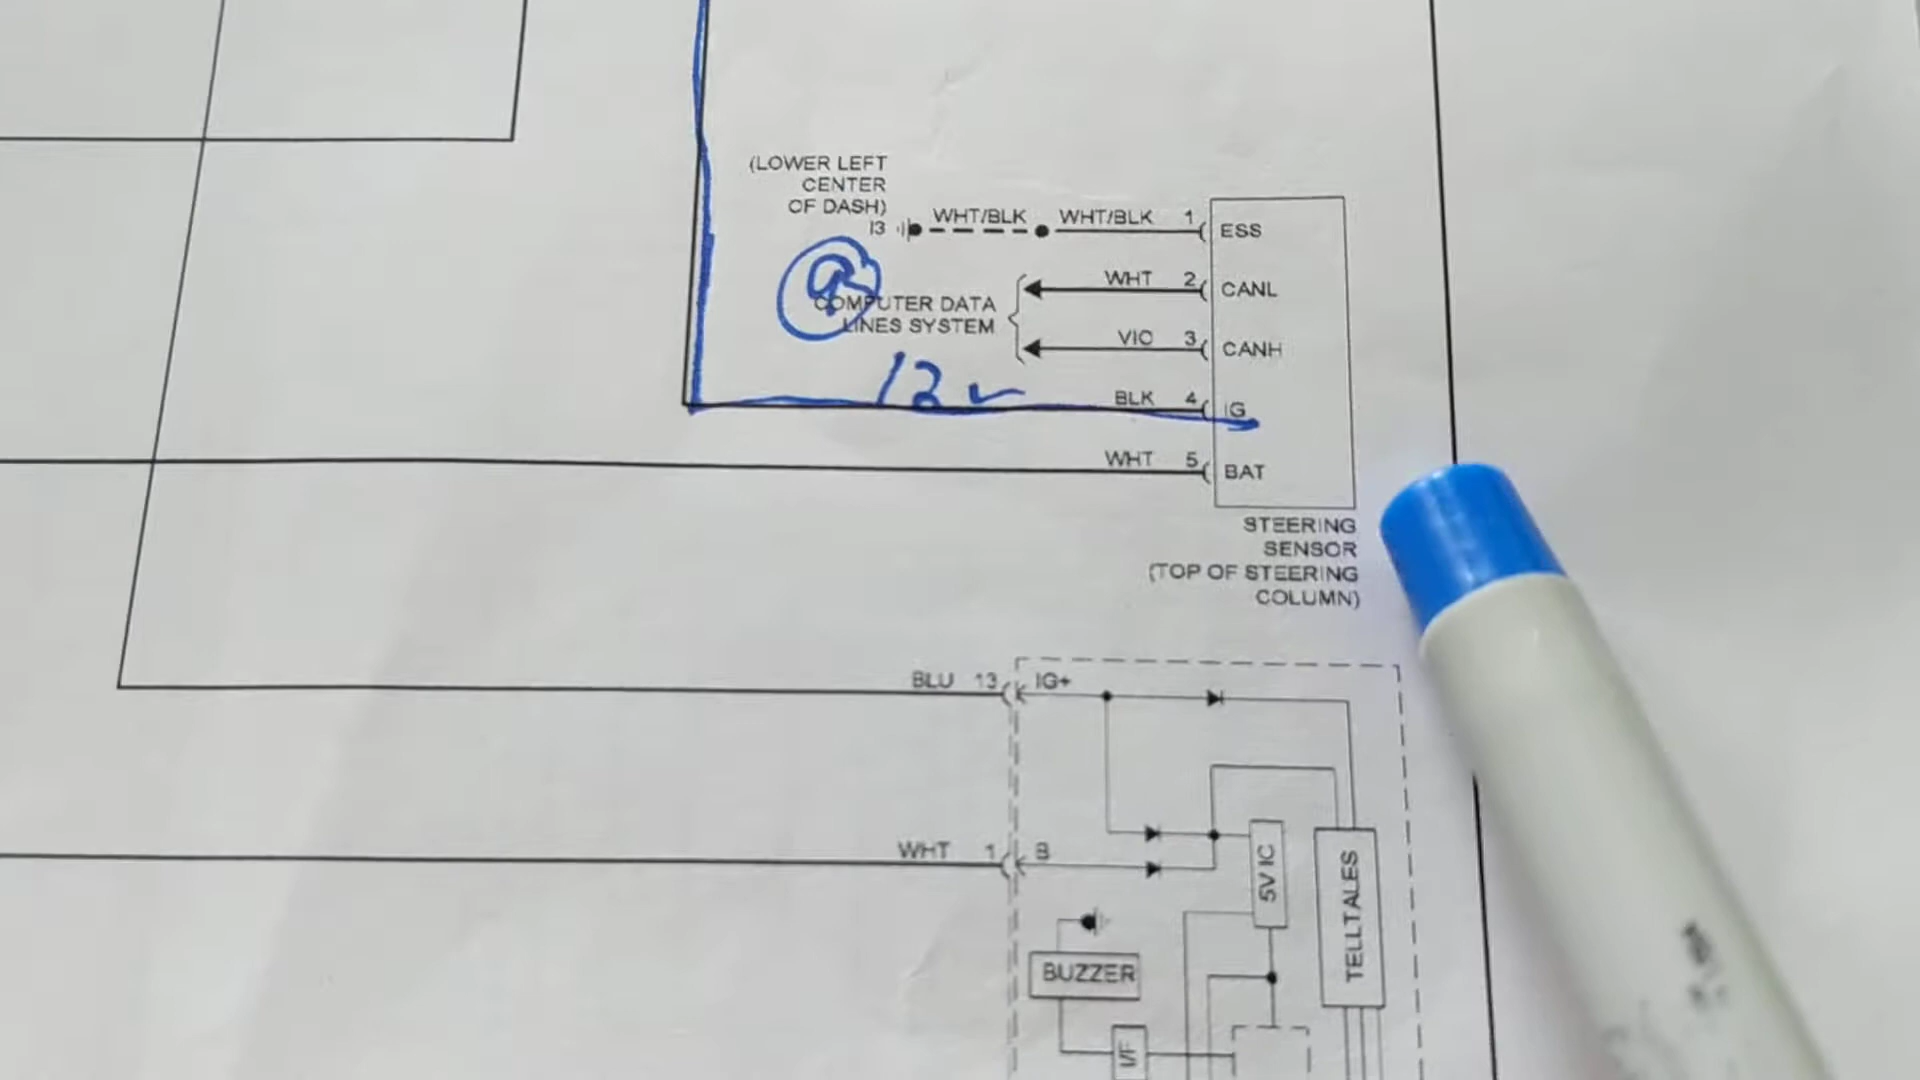 (LOWER LEFT
CENTER
OF DASH)
I3
WHT/BLK WHT/BLK 1 ESS
WHT 2 CANL
COMPUTER DATA
LINES SYSTEM
VIO 3 CANH
12v
BLK 4 IG
WHT 5 BAT
STEERING
SENSOR
(TOP OF STEERING
COLUMN)
BLU 13 IG+
WHT 1 B
5V IC
TELLTALES
BUZZER
I/F